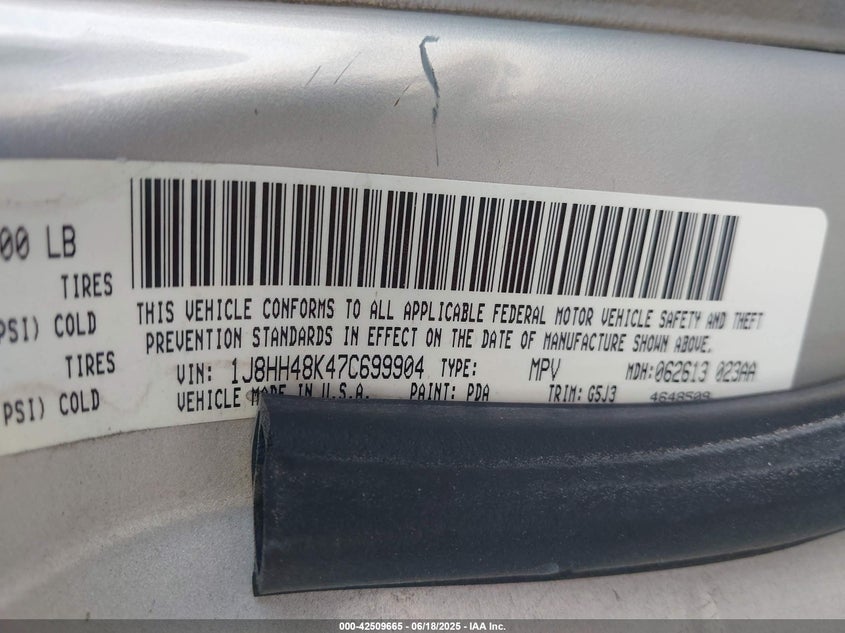 00 LB
TIRES
PSI) COLD
TIRES
PSI) COLD
THIS VEHICLE CONFORMS TO ALL APPLICABLE FEDERAL MOTOR VEHICLE SAFETY AND THEFT
PREVENTION STANDARDS IN EFFECT ON THE DATE OF MANUFACTURE SHOWN ABOVE.
VIN: 1J8HH48K47C699904 TYPE: MPV MDH:062613 023AA
VEHICLE MADE IN U.S.A. PAINT: PDA TRIM: G5J3 4648509
000-42509665 - 06/18/2025 - IAA Inc.